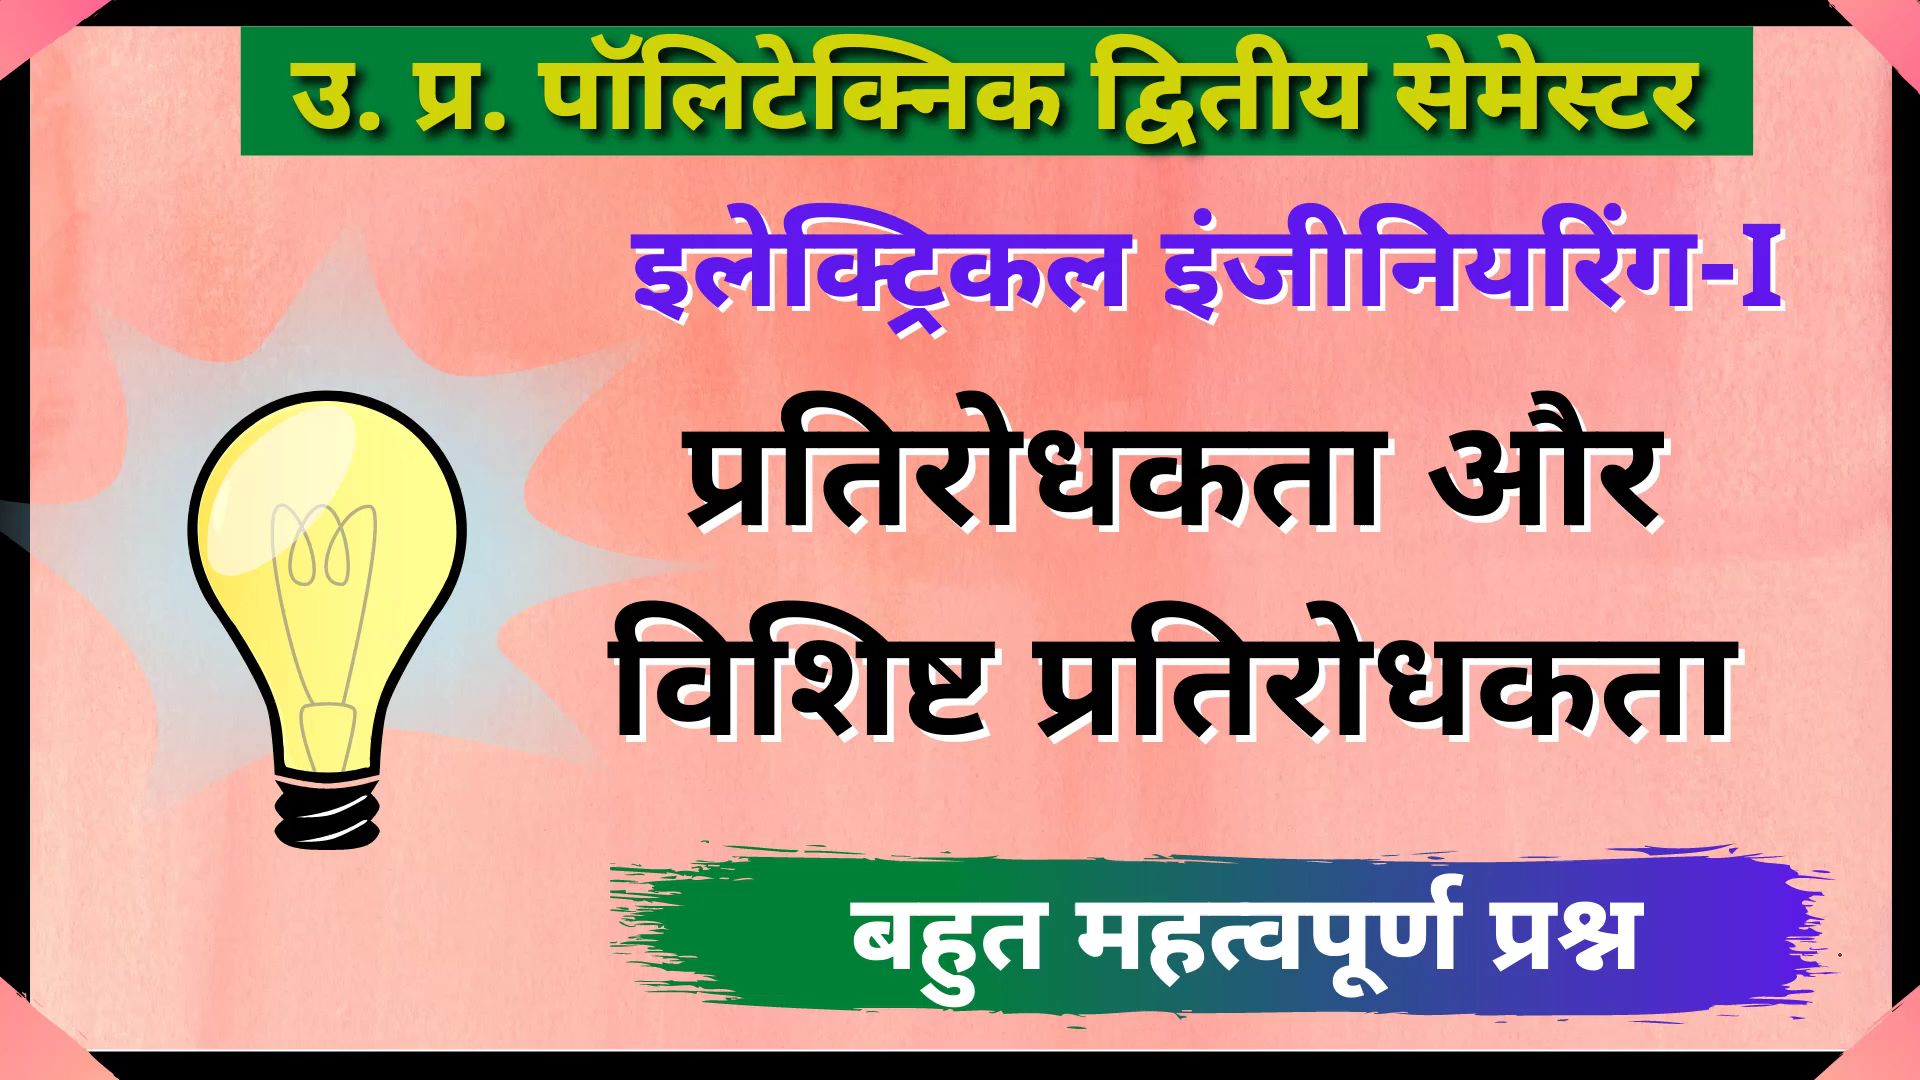 उ. प्र. पॉलिटेक्निक द्वितीय सेमेस्टर
इलेक्ट्रिकल इंजीनियरिंग-I
प्रतिरोधकता और
विशिष्ट प्रतिरोधकता
बहुत महत्वपूर्ण प्रश्न